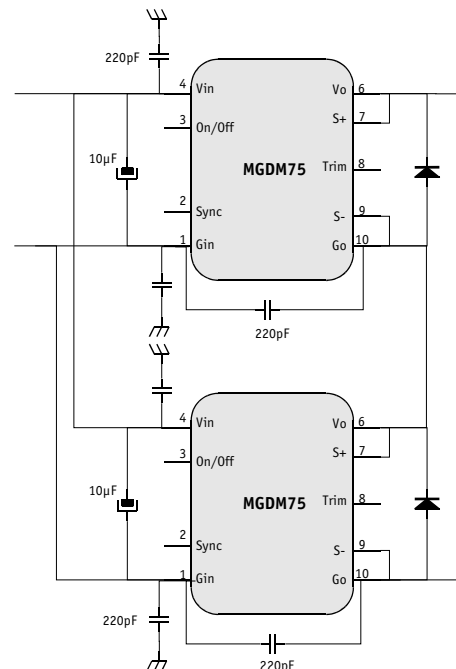 220pF
4 Vin Vo 6
S+ 7
3 On/Off
10µF
MGDM75 Trim 8
2 Sync
S- 9
1 Gin Go 10
220pF
4 Vin Vo 6
S+ 7
3 On/Off
10µF
MGDM75 Trim 8
2 Sync
S- 9
1 Gin Go 10
220pF
220pF